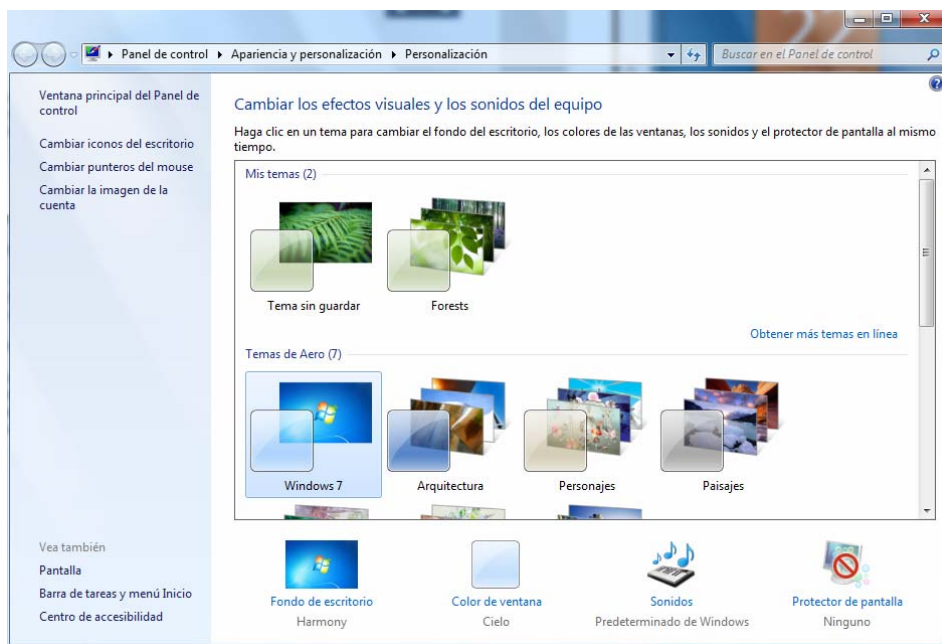 Panel de control
Apariencia y personalización
Personalización
Buscar en el Panel de control
Ventana principal del Panel de
control
Cambiar iconos del escritorio
Cambiar punteros del mouse
Cambiar la imagen de la
cuenta
Cambiar los efectos visuales y los sonidos del equipo
Haga clic en un tema para cambiar el fondo del escritorio, los colores de las ventanas, los sonidos y el protector de pantalla al mismo
tiempo.
Mis temas (2)
Tema sin guardar
Forests
Obtener más temas en línea
Temas de Aero (7)
Windows 7
Arquitectura
Personajes
Paisajes
Vea también
Pantalla
Barra de tareas y menú Inicio
Centro de accesibilidad
Fondo de escritorio
Harmony
Color de ventana
Cielo
Sonidos
Predeterminado de Windows
Protector de pantalla
Ninguno